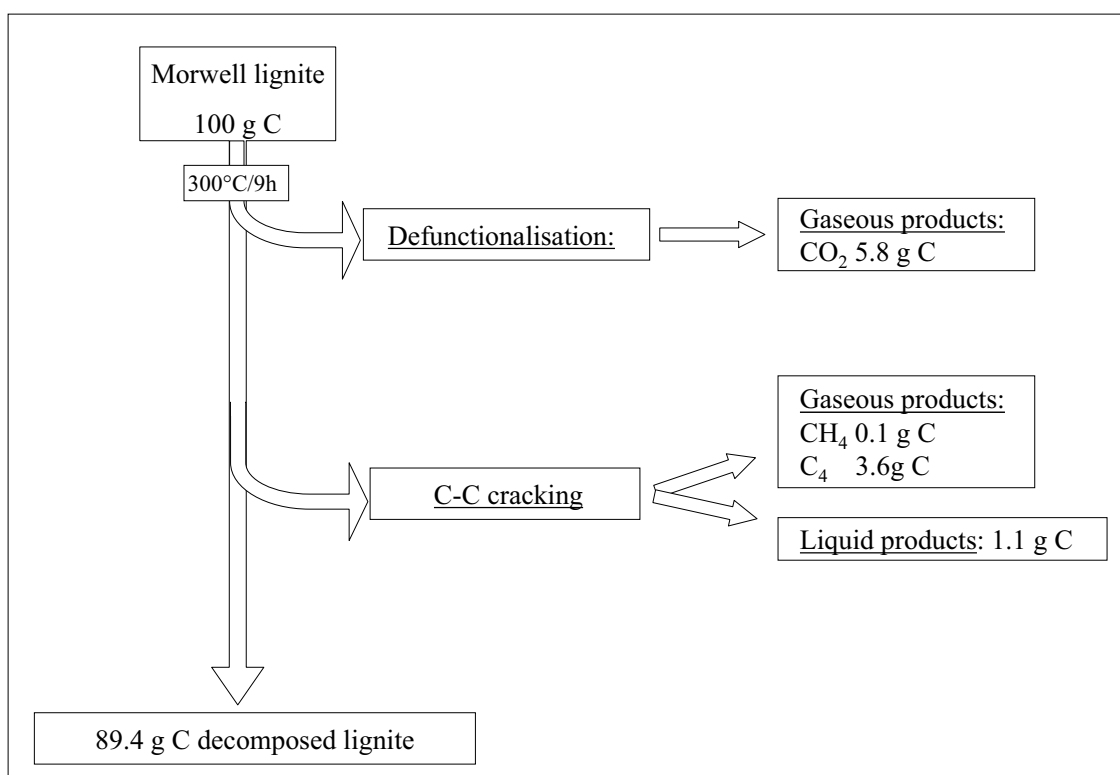 Morwell lignite
100 g C
300°C/9h
Defunctionalisation:
Gaseous products:
CO₂ 5.8 g C
Gaseous products:
CH₄ 0.1 g C
C₄ 3.6g C
C-C cracking
Liquid products: 1.1 g C
89.4 g C decomposed lignite